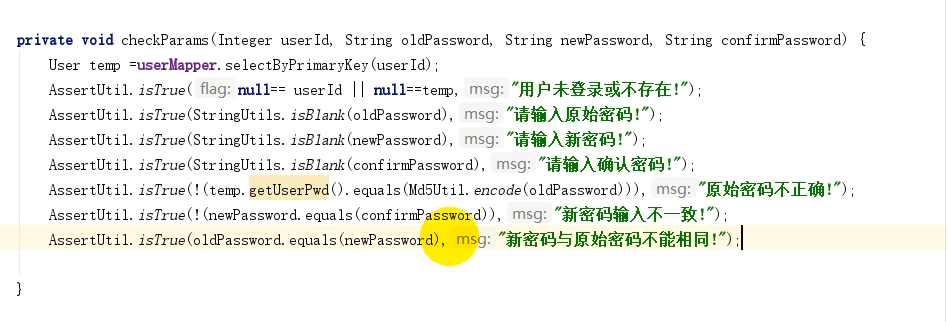 private void checkParams(Integer userId, String oldPassword, String newPassword, String confirmPassword) {
User temp =userMapper.selectByPrimaryKey(userId);
AssertUtil.isTrue( flag: null== userId || null==temp, msg: "用户未登录或不存在!");
AssertUtil.isTrue(StringUtils.isBlank(oldPassword), msg: "请输入原始密码!");
AssertUtil.isTrue(StringUtils.isBlank(newPassword), msg: "请输入新密码!");
AssertUtil.isTrue(StringUtils.isBlank(confirmPassword), msg: "请输入确认密码!");
AssertUtil.isTrue(!(temp.getUserPwd().equals(Md5Util.encode(oldPassword))), msg: "原始密码不正确!");
AssertUtil.isTrue(!(newPassword.equals(confirmPassword)), msg: "新密码输入不一致!");
AssertUtil.isTrue(oldPassword.equals(newPassword), msg: "新密码与原始密码不能相同!");
}